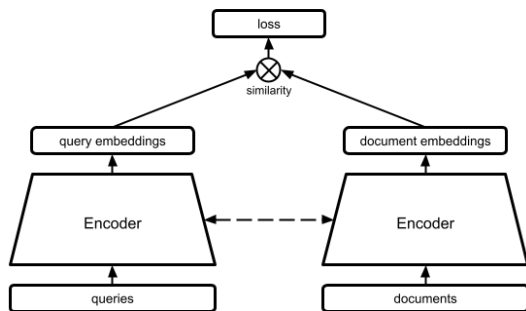 loss
similarity
query embeddings
document embeddings
Encoder
Encoder
queries
documents